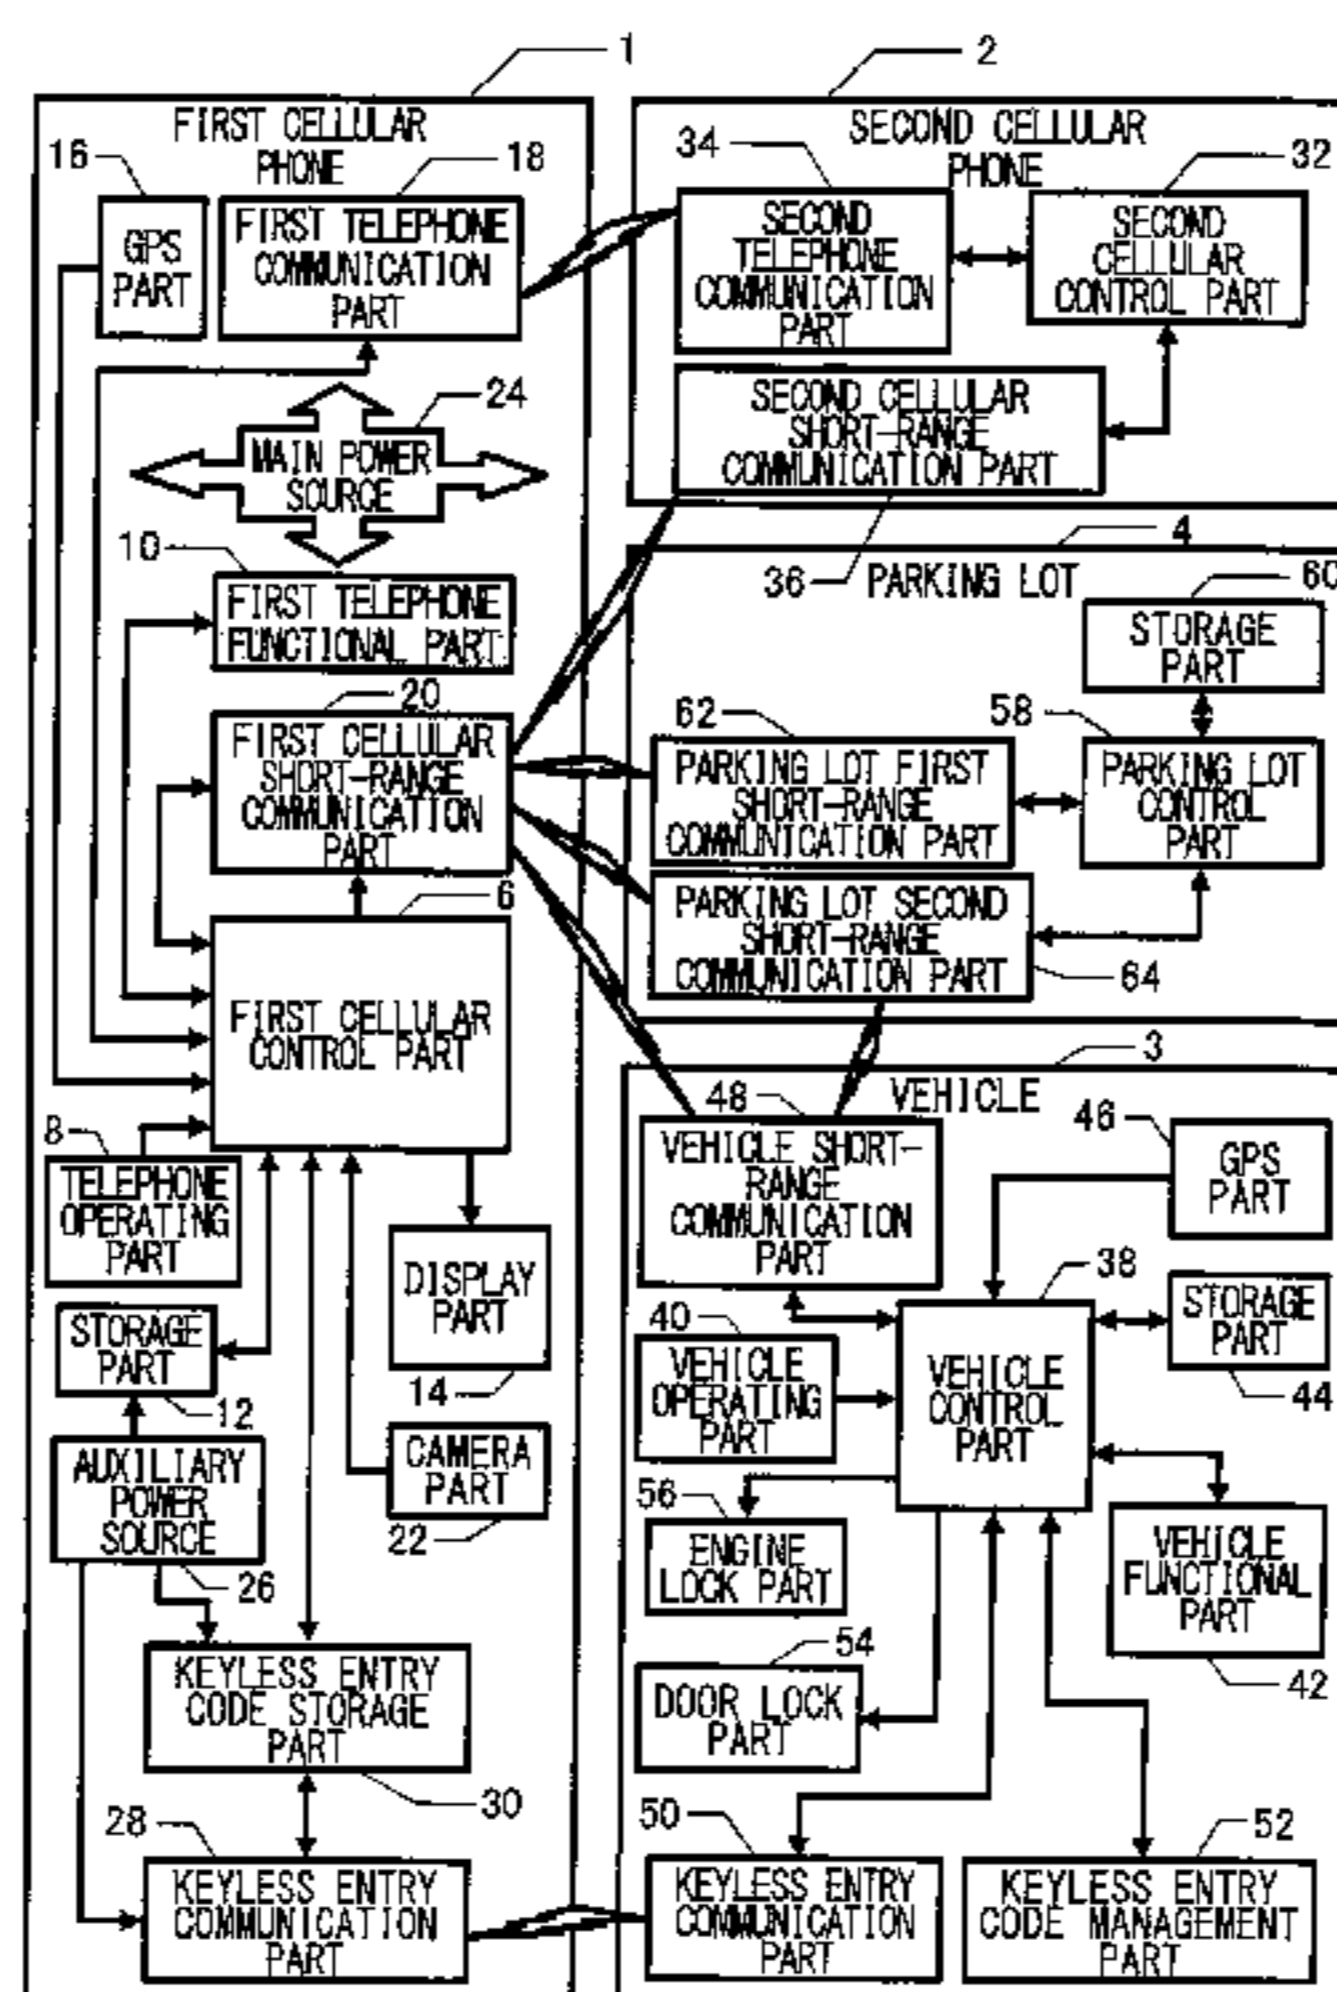 1
FIRST CELLULAR
PHONE
16
GPS
PART
18
FIRST TELEPHONE
COMMUNICATION
PART
24
MAIN POWER
SOURCE
10
FIRST TELEPHONE
FUNCTIONAL PART
20
FIRST CELLULAR
SHORT-RANGE
COMMUNICATION
PART
6
FIRST CELLULAR
CONTROL PART
8
TELEPHONE
OPERATING
PART
DISPLAY
PART
14
STORAGE
PART
12
CAMERA
PART
22
AUXILIARY
POWER
SOURCE
26
KEYLESS ENTRY
CODE STORAGE
PART
30
28
KEYLESS ENTRY
COMMUNICATION
PART
2
SECOND CELLULAR
PHONE
34
SECOND
TELEPHONE
COMMUNICATION
PART
32
SECOND
CELLULAR
CONTROL PART
SECOND CELLULAR
SHORT-RANGE
COMMUNICATION PART
36
4
PARKING LOT
60
STORAGE
PART
62
PARKING LOT FIRST
SHORT-RANGE
COMMUNICATION PART
58
PARKING LOT
CONTROL
PART
PARKING LOT SECOND
SHORT-RANGE
COMMUNICATION PART
64
3
VEHICLE
48
VEHICLE SHORT-
RANGE
COMMUNICATION
PART
46
GPS
PART
38
VEHICLE
CONTROL
PART
STORAGE
PART
44
40
VEHICLE
OPERATING
PART
56
ENGINE
LOCK PART
VEHICLE
FUNCTIONAL
PART
42
54
DOOR LOCK
PART
50
KEYLESS ENTRY
COMMUNICATION
PART
52
KEYLESS ENTRY
CODE MANAGEMENT
PART